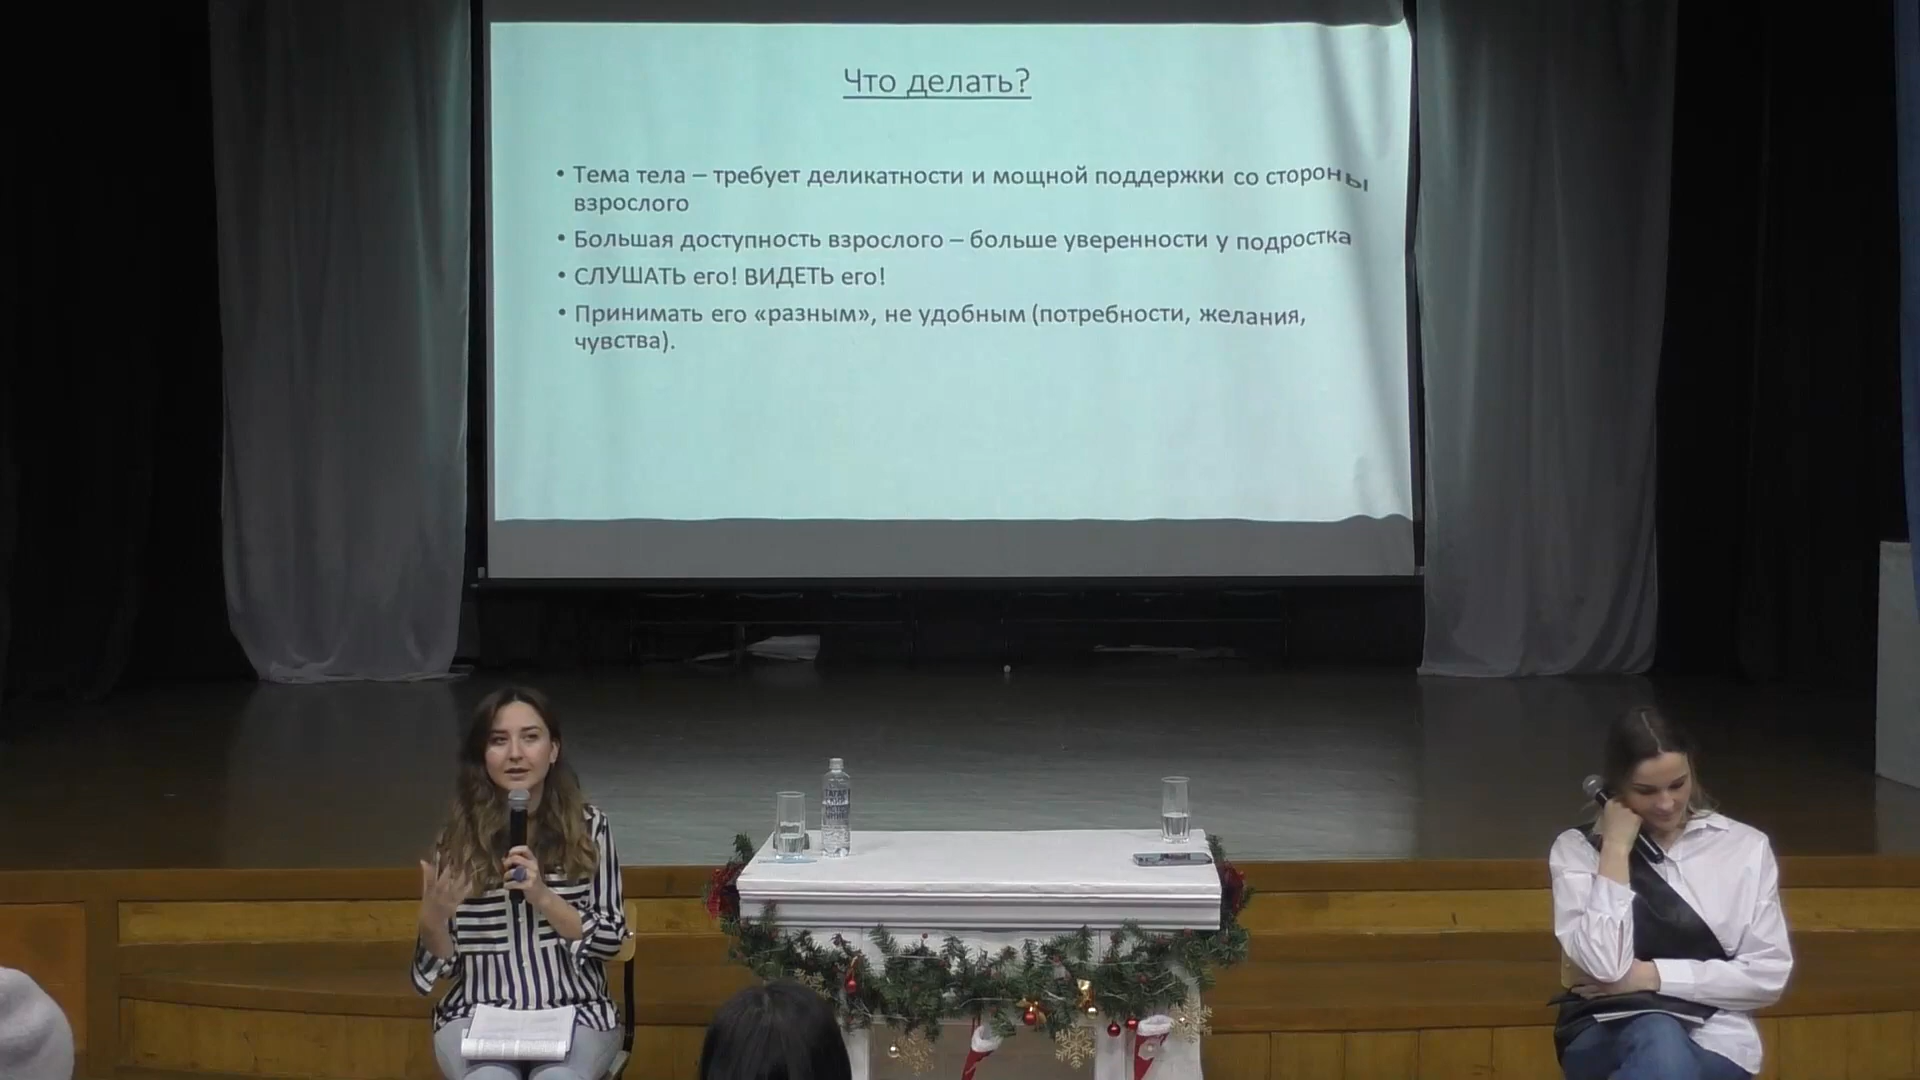 Что делать?
• Тема тела – требует деликатности и мощной поддержки со стороны
взрослого
• Большая доступность взрослого – больше уверенности у подростка
• СЛУШАТЬ его! ВИДЕТЬ его!
• Принимать его «разным», не удобным (потребности, желания,
чувства).